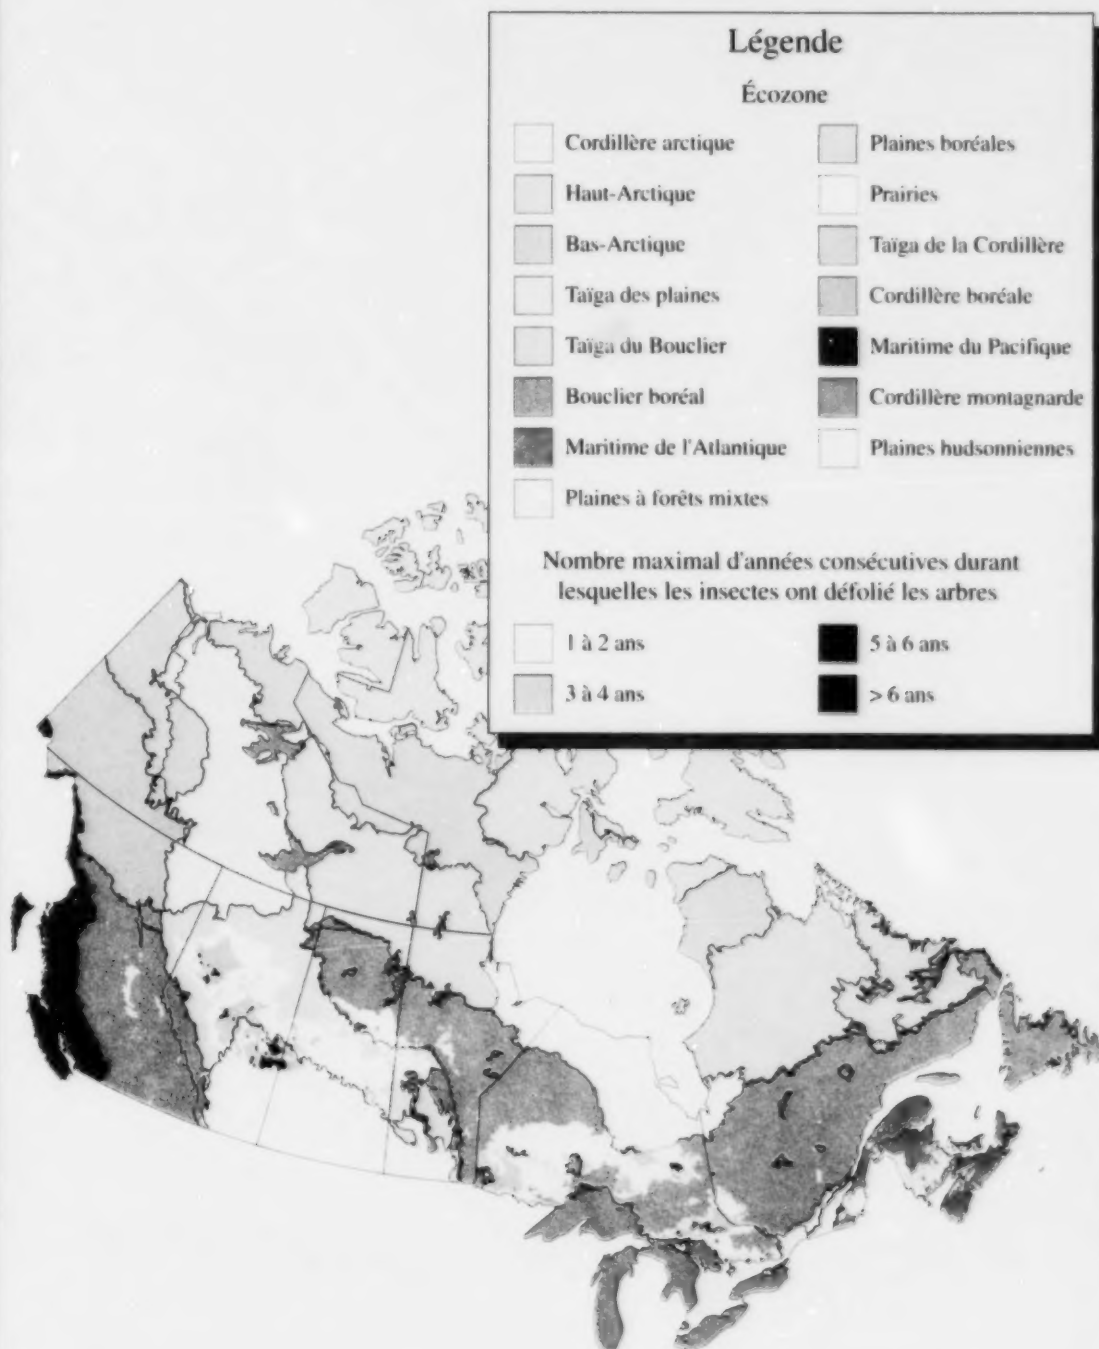 Légende
Écozone
Cordillère arctique
Haut-Arctique
Bas-Arctique
Taïga des plaines
Taïga du Bouclier
Bouclier boréal
Maritime de l'Atlantique
Plaines à forêts mixtes
Plaines boréales
Prairies
Taïga de la Cordillère
Cordillère boréale
Maritime du Pacifique
Cordillère montagnarde
Plaines hudsonniennes
Nombre maximal d'années consécutives durant
lesquelles les insectes ont défolié les arbres
1 à 2 ans
3 à 4 ans
5 à 6 ans
> 6 ans